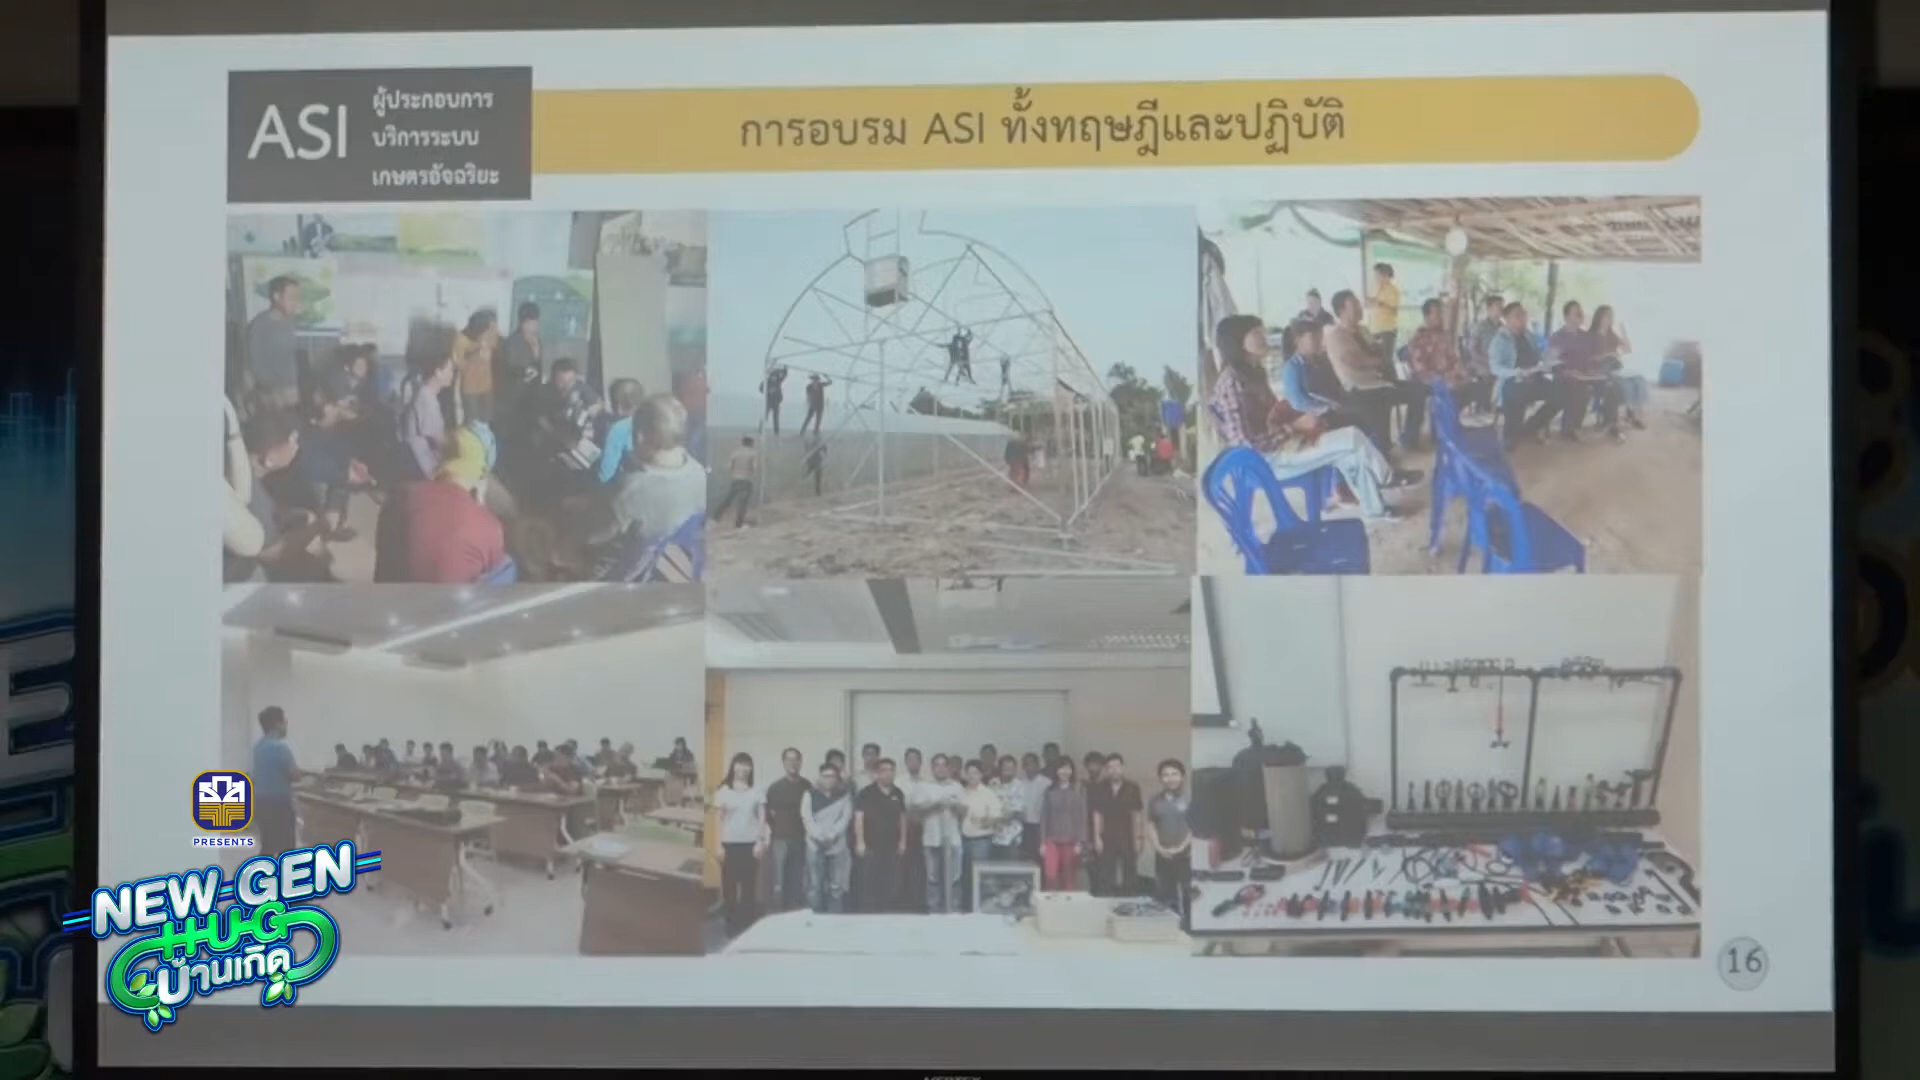 ASI
ผู้ประกอบการ
บริการระบบ
เกษตรอัจฉริยะ
การอบรม ASI ทั้งทฤษฎีและปฏิบัติ
PRESENTS
NEW GEN
HUG
บ้านเกิด
16